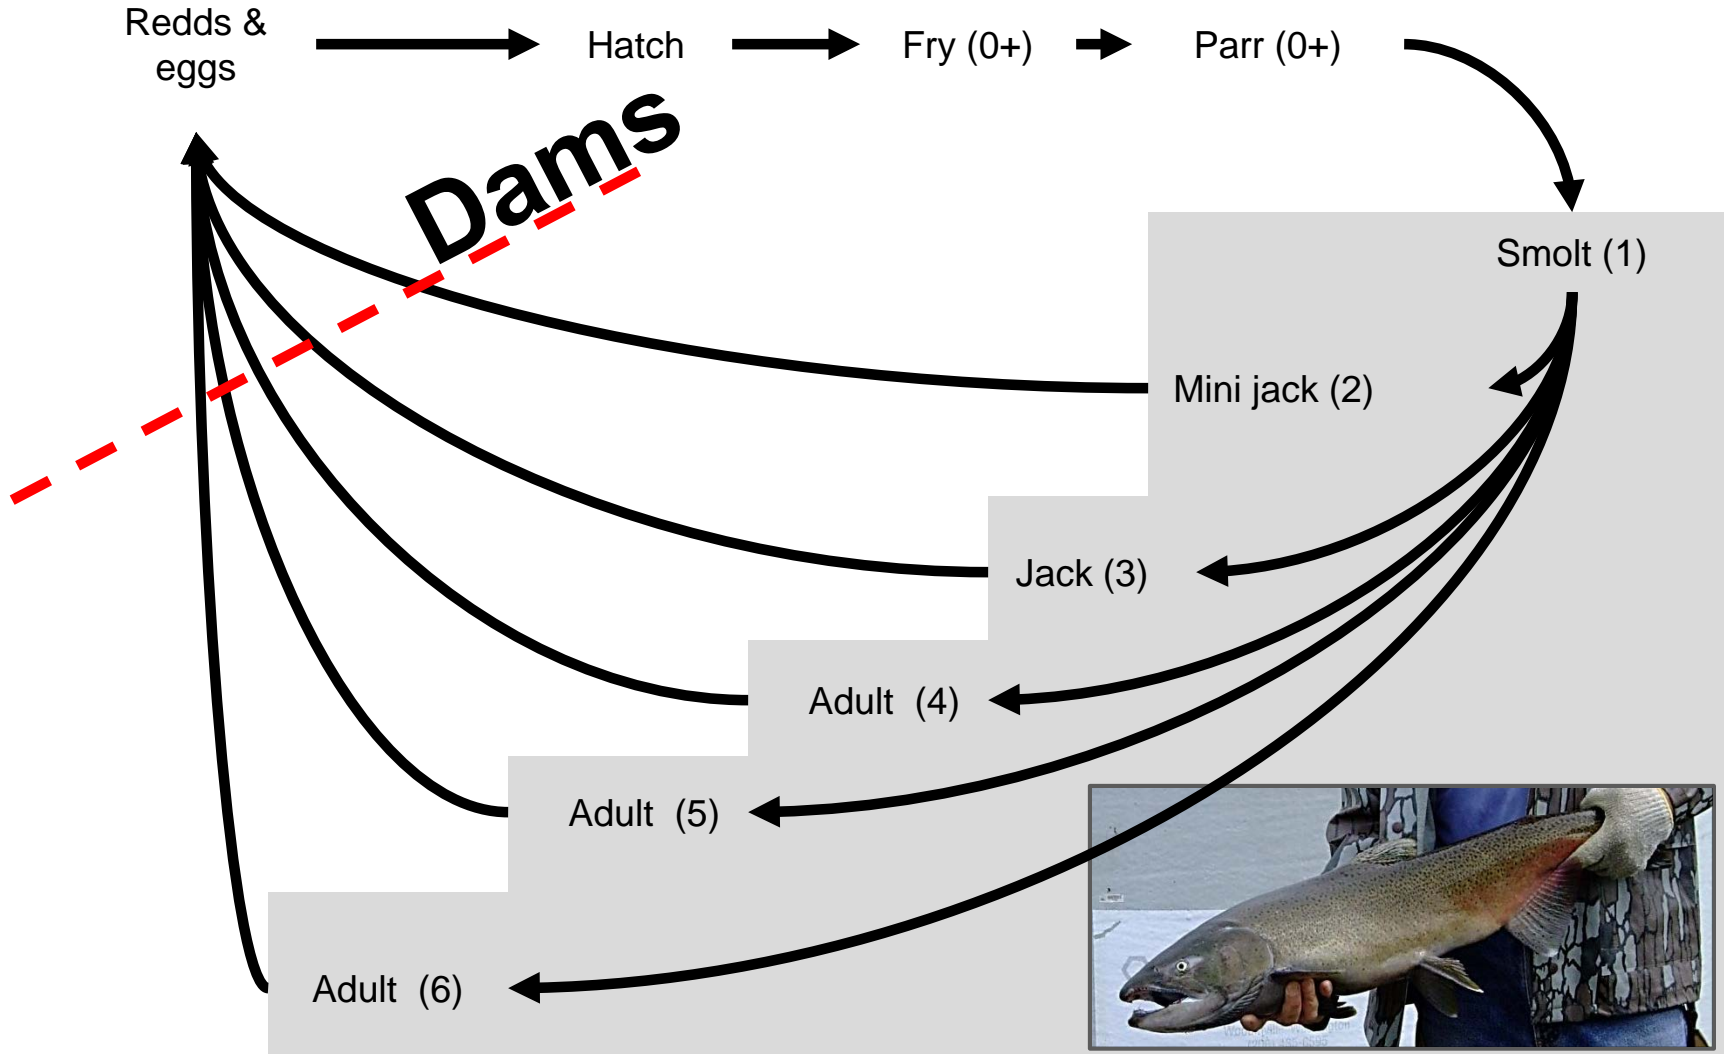 Redds &
eggs
Hatch
Fry (0+)
Parr (0+)
Dams
Smolt (1)
Mini jack (2)
Jack (3)
Adult  (4)
Adult  (5)
Adult  (6)